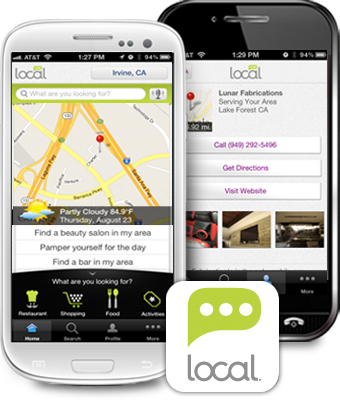 AT&T 1:27 PM 94%
local Irvine, CA
What are you looking for?
Partly Cloudy 84.9°F
Thursday, August 23
Find a beauty salon in my area
Pamper yourself for the day
Find a bar in my area
What are you looking for?
Restaurant Shopping Food Activities
Home Search Profile More
AT&T 1:29 PM 94%
local
Lunar Fabrications
Serving Your Area
Lake Forest CA
mi.
Call (949) 292-5496
Get Directions
Visit Website
More
local